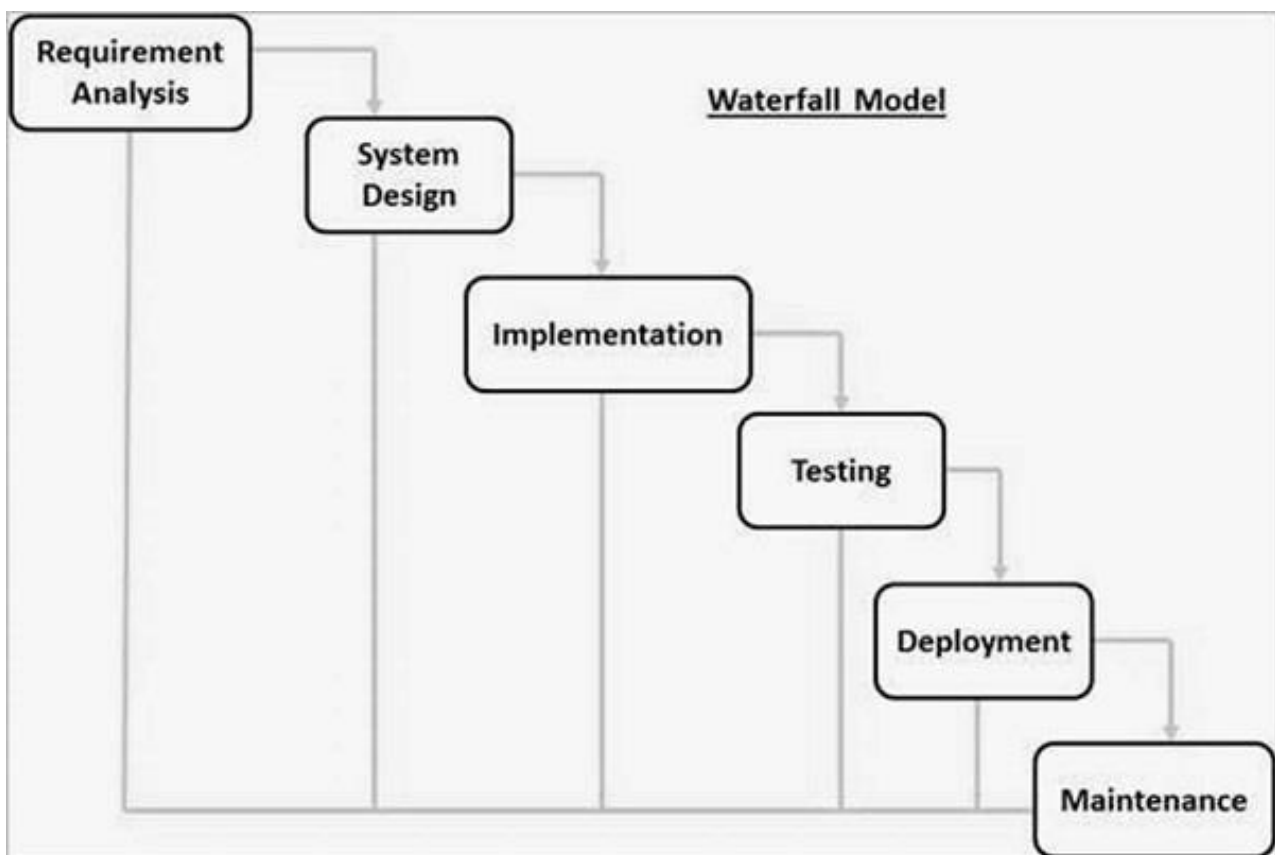 Requirement
Analysis
Waterfall Model
System
Design
Implementation
Testing
Deployment
Maintenance